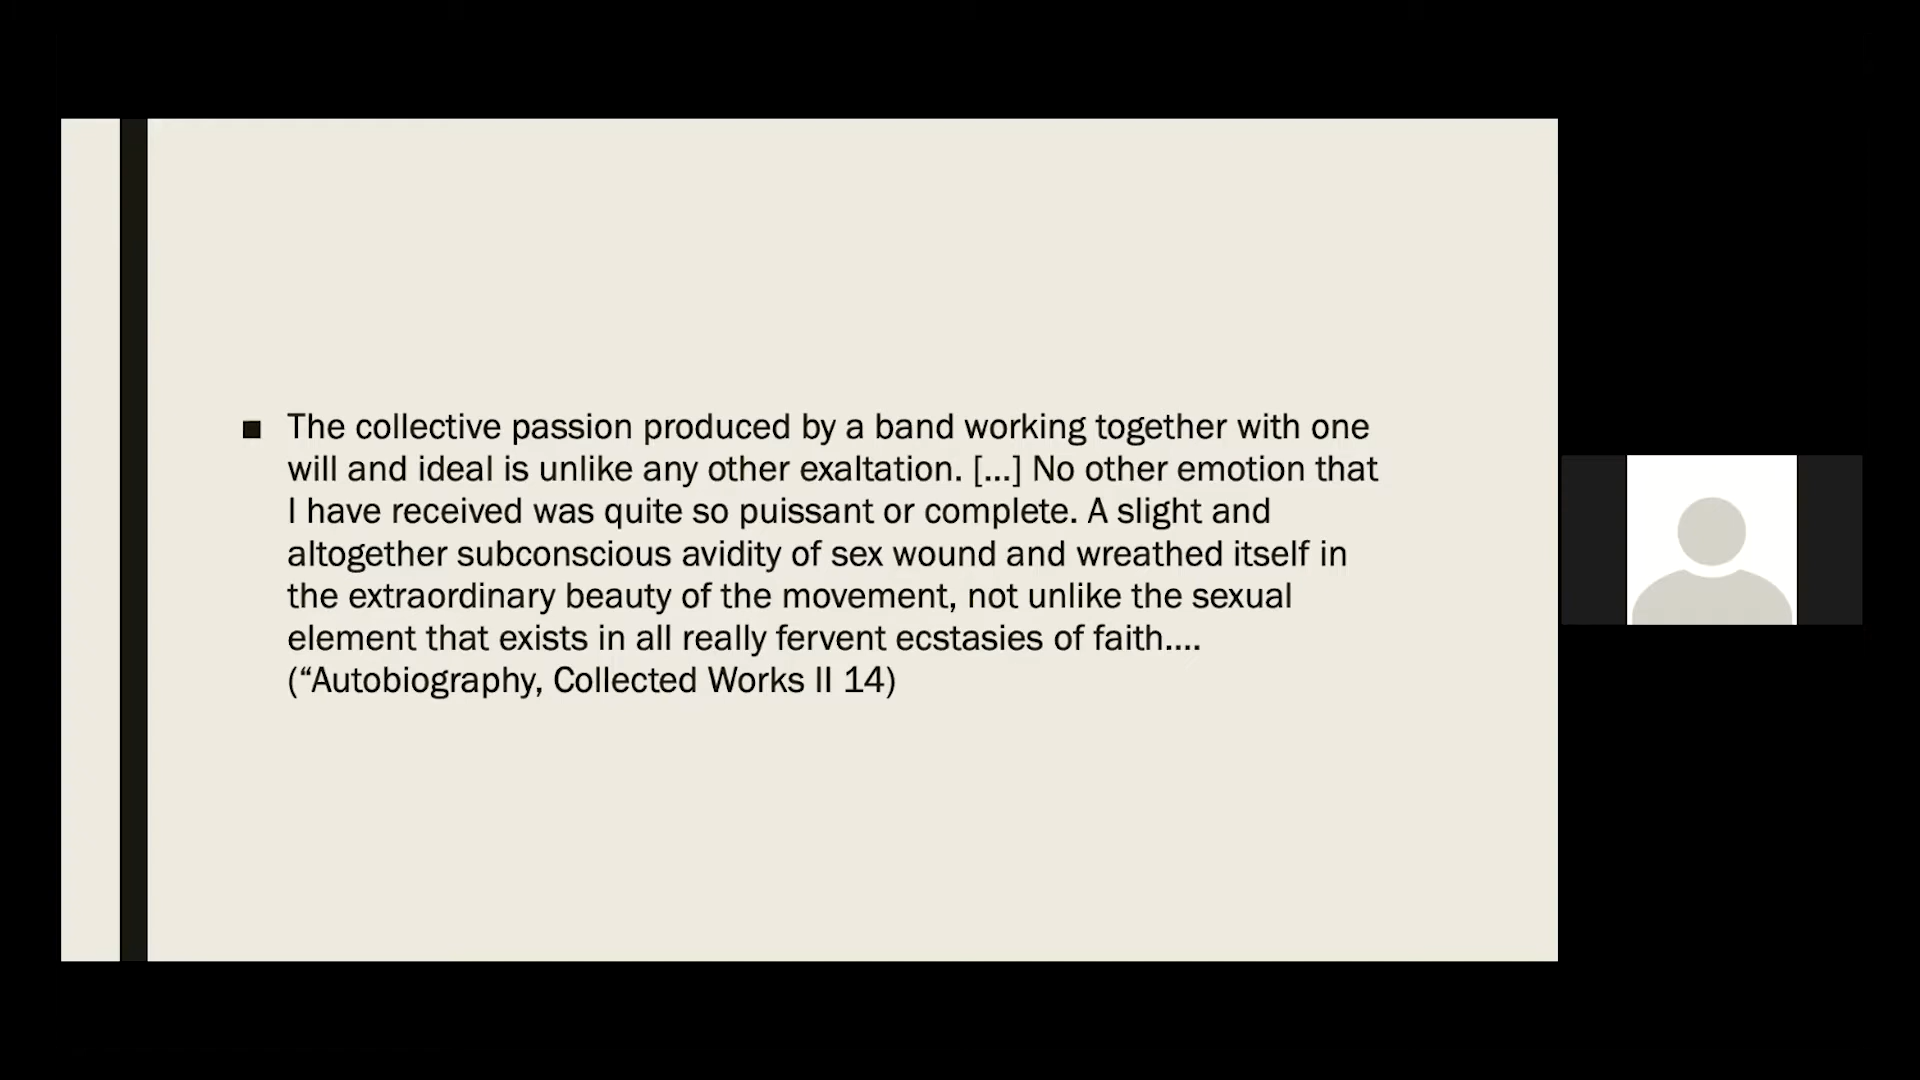 The collective passion produced by a band working together with one
will and ideal is unlike any other exaltation. […] No other emotion that
I have received was quite so puissant or complete. A slight and
altogether subconscious avidity of sex wound and wreathed itself in
the extraordinary beauty of the movement, not unlike the sexual
element that exists in all really fervent ecstasies of faith….
(“Autobiography, Collected Works II 14)